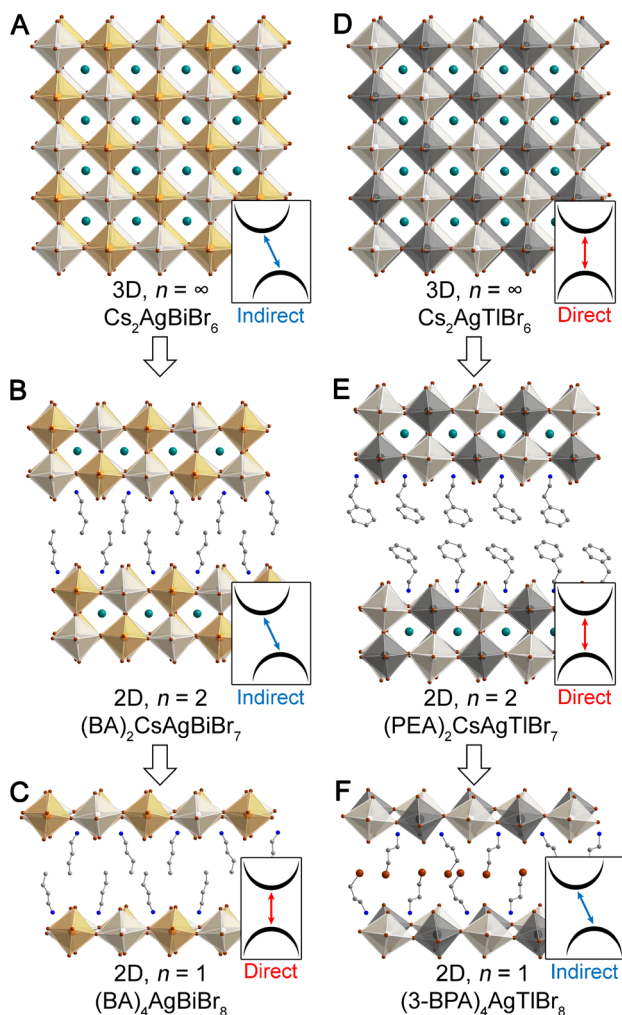 A
Indirect
3D, n = ∞
Cs₂AgBiBr₆
D
Direct
3D, n = ∞
Cs₂AgTlBr₆
B
Indirect
2D, n = 2
(BA)₂CsAgBiBr₇
E
Direct
2D, n = 2
(PEA)₂CsAgTlBr₇
C
Direct
2D, n = 1
(BA)₄AgBiBr₈
F
Indirect
2D, n = 1
(3-BPA)₄AgTlBr₈